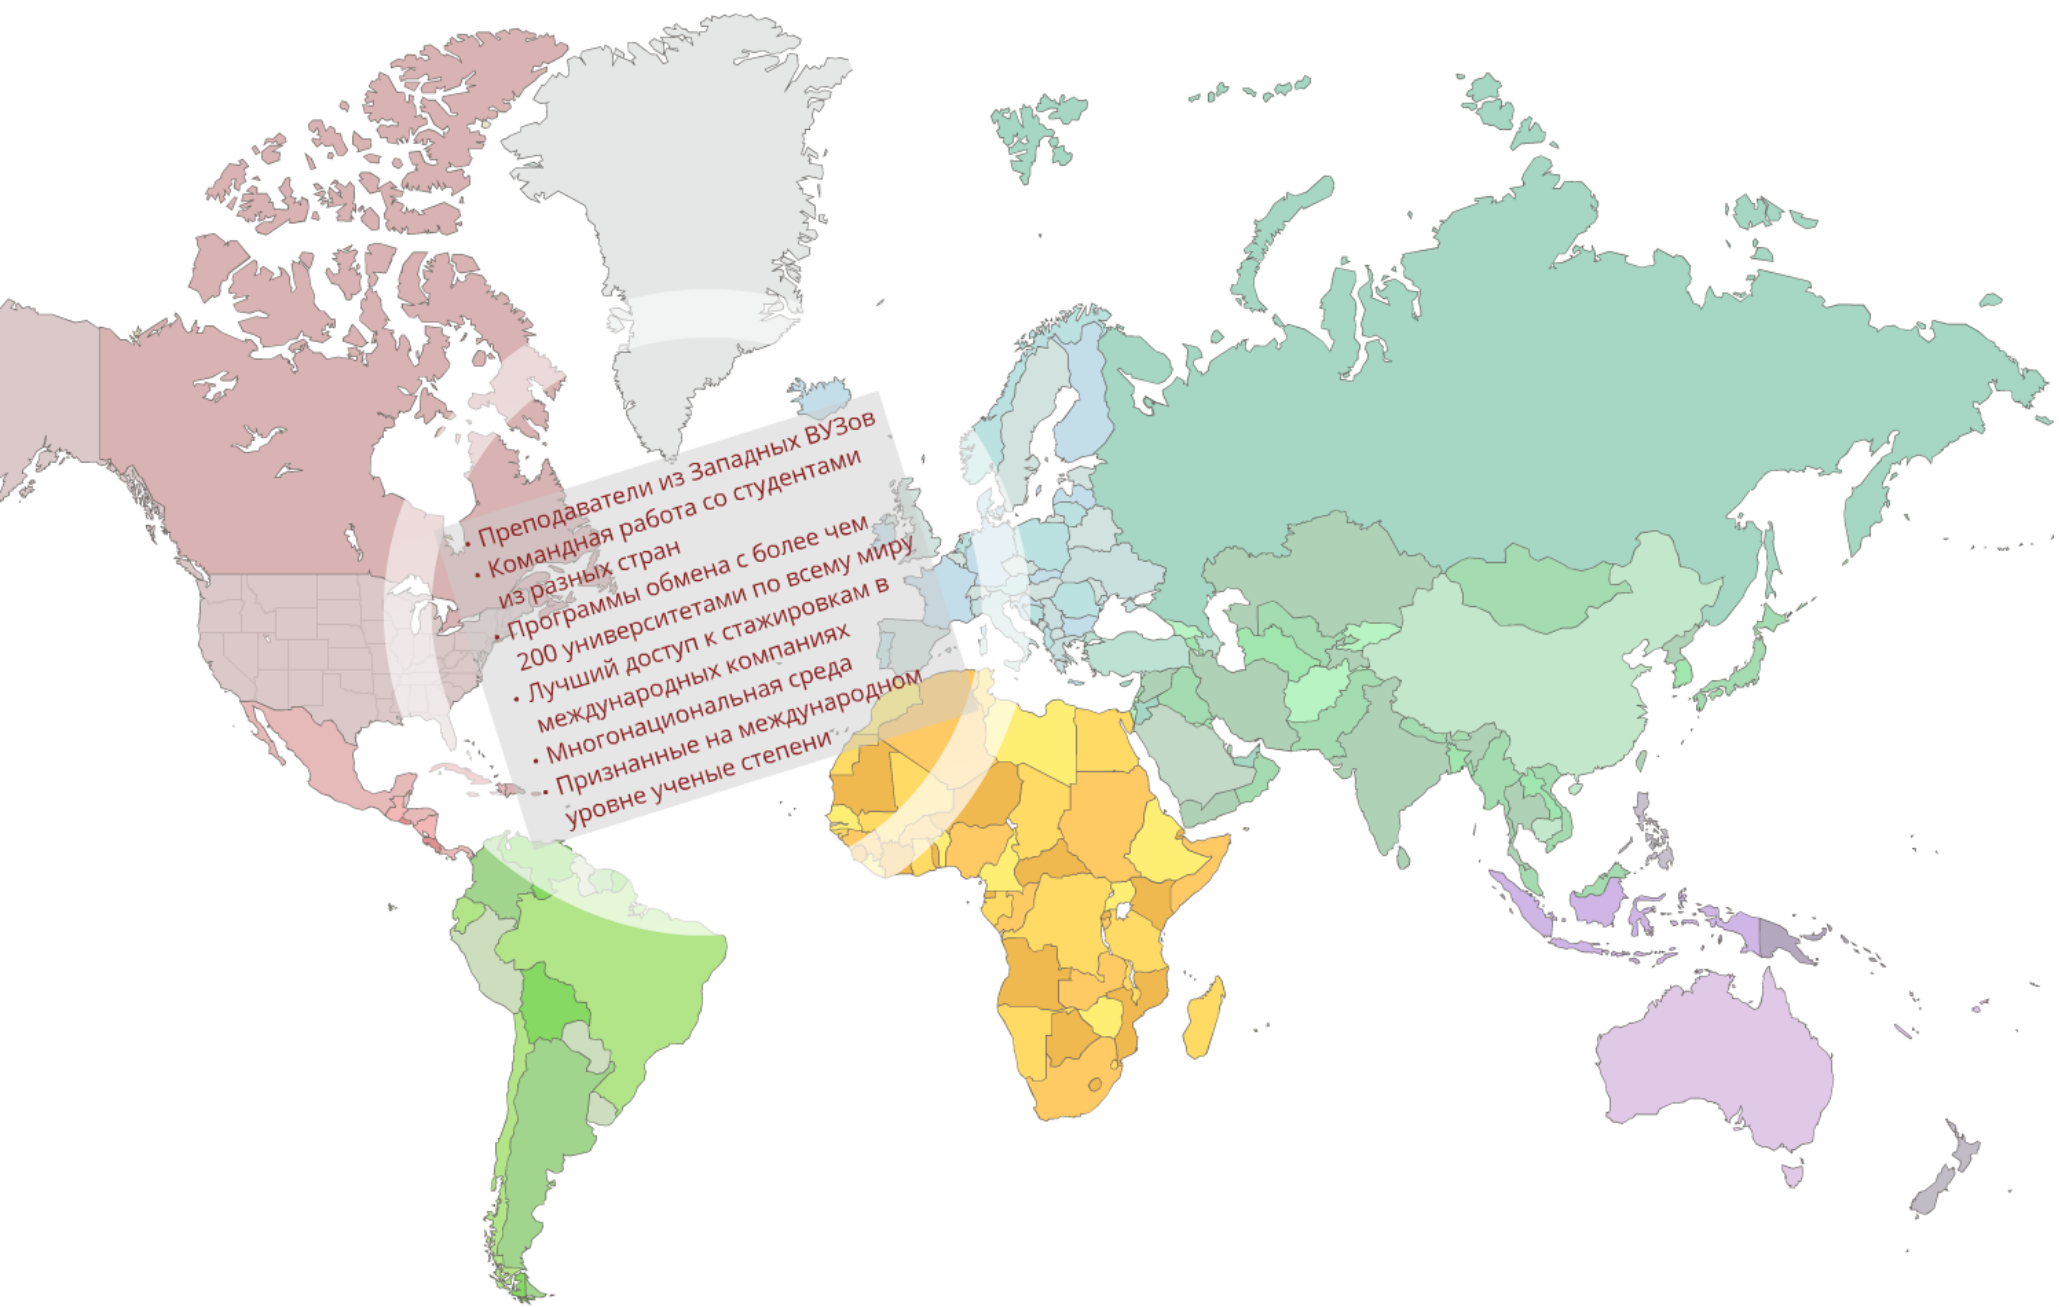 • Преподаватели из Западных ВУЗов
• Командная работа со студентами
из разных стран
• Программы обмена с более чем
200 университетами по всему миру
• Лучший доступ к стажировкам в
международных компаниях
• Многонациональная среда
• Признанные на международном
уровне ученые степени